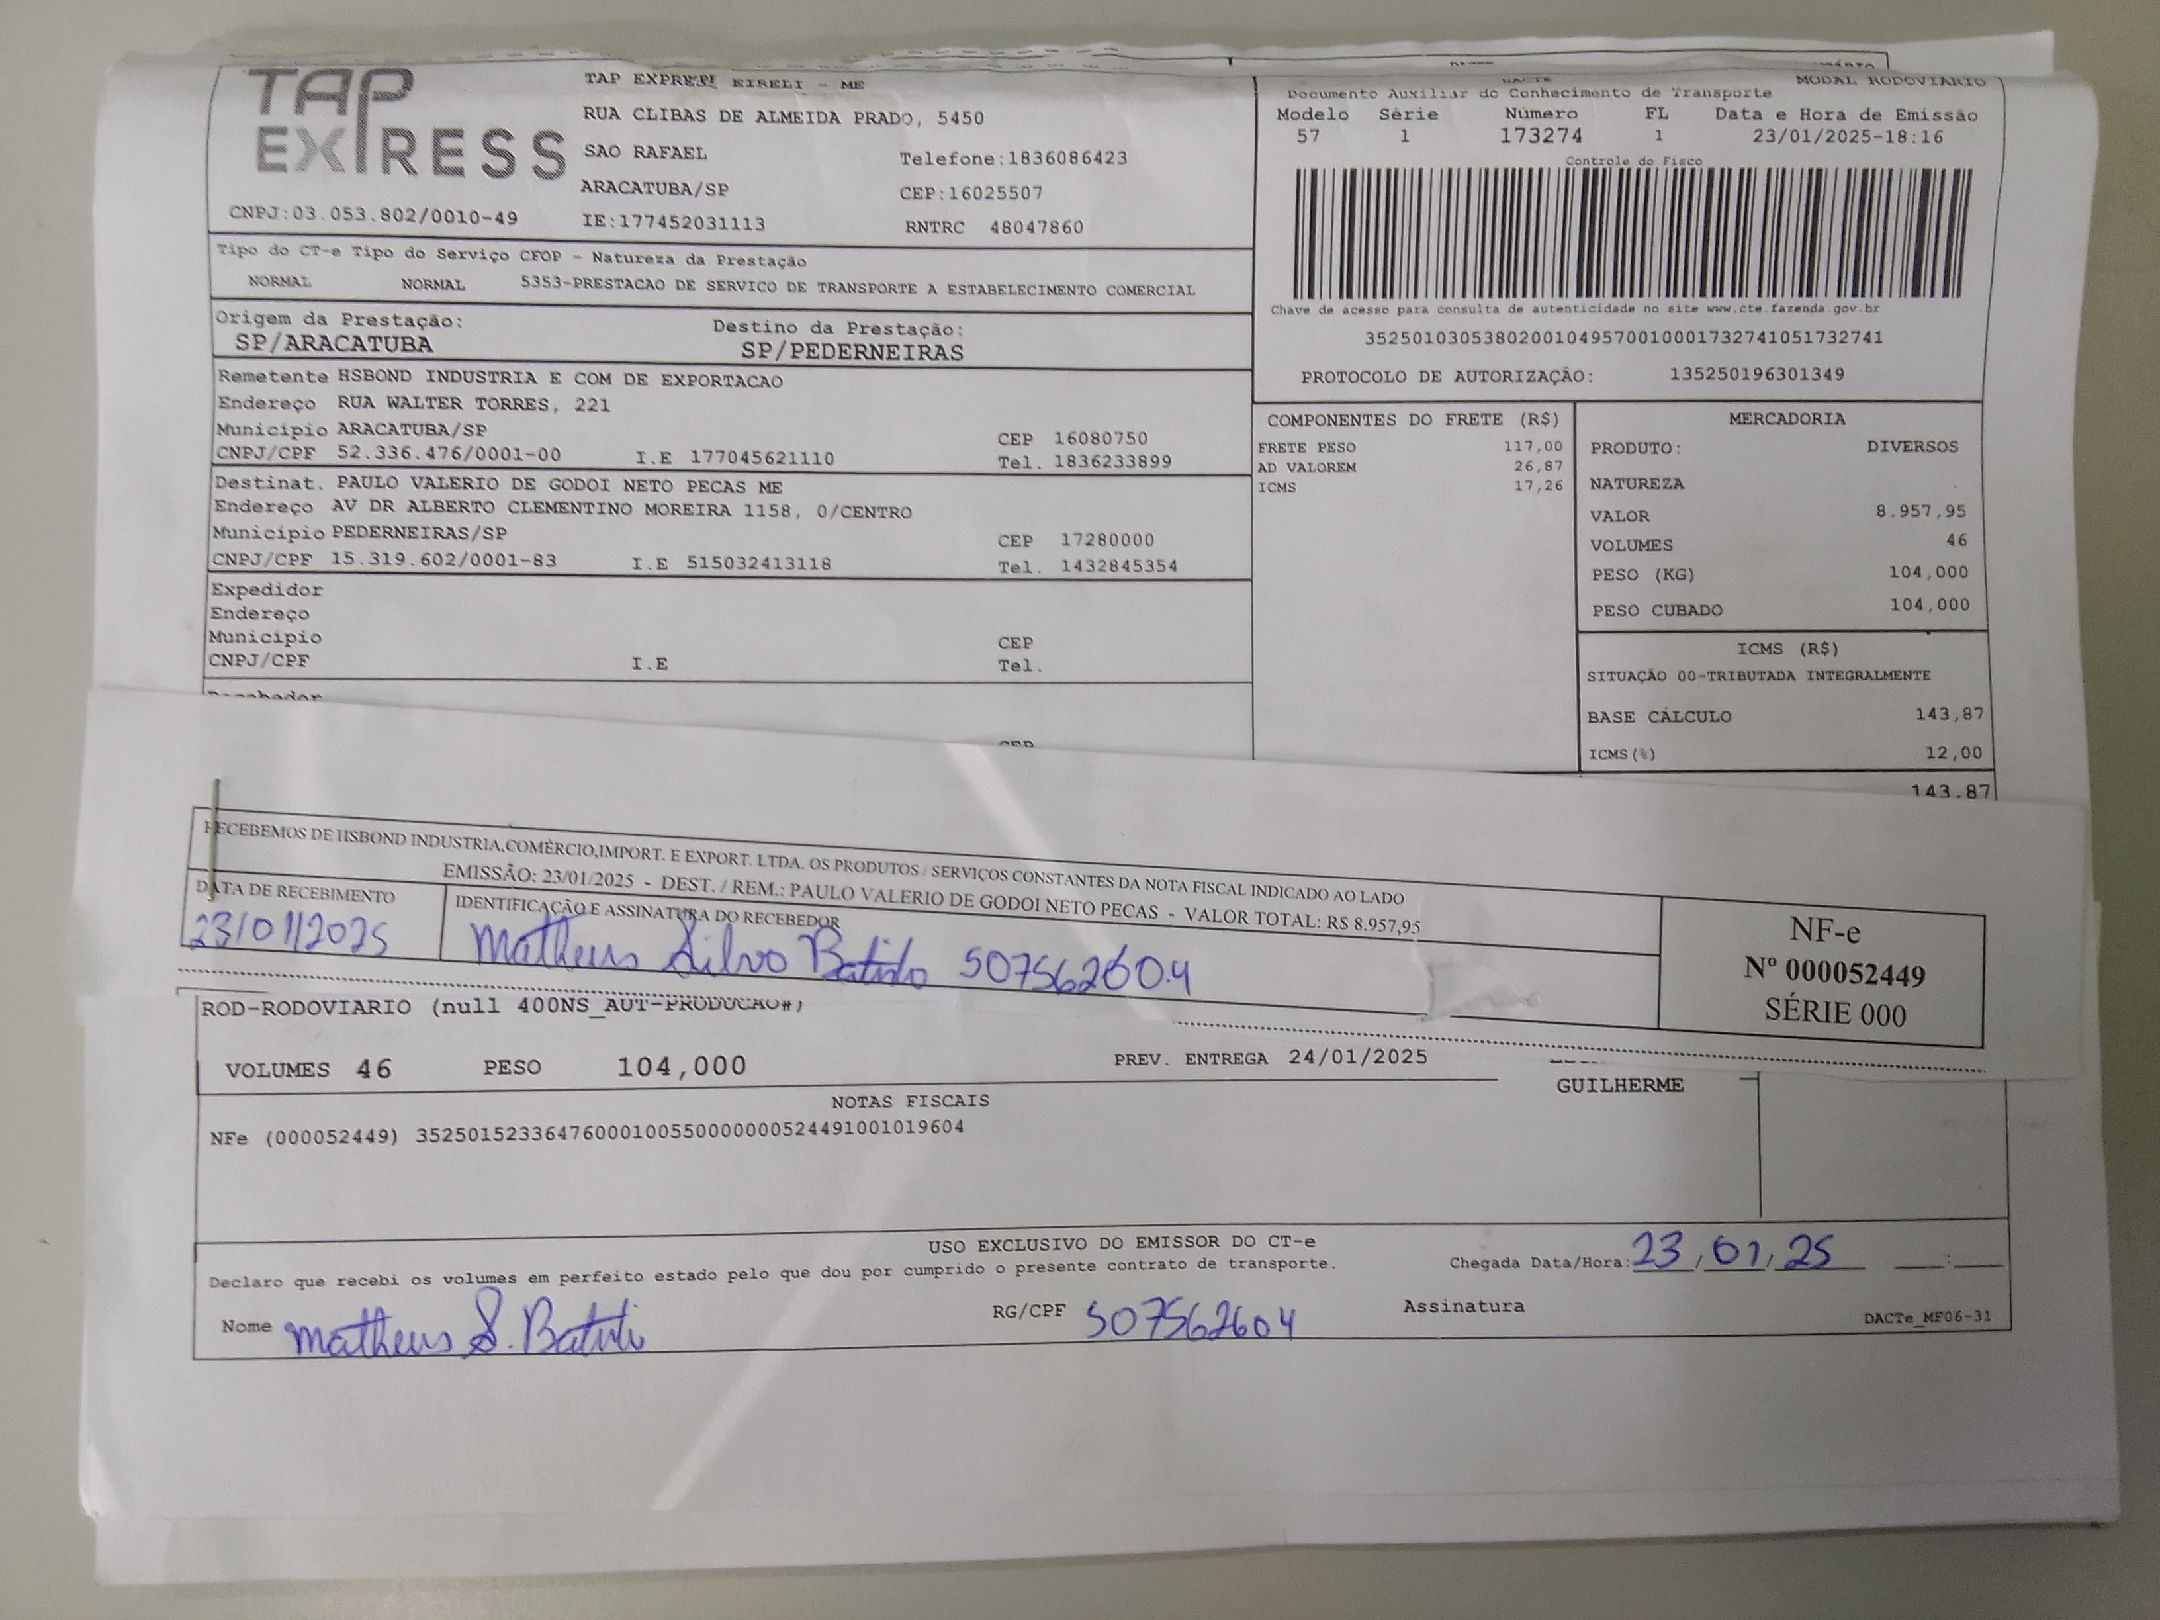 TAP
EXPRESS
TAP EXPRESS EIRELI - ME
RUA CLIBAS DE ALMEIDA PRADO, 5450
SAO RAFAEL
Telefone:1836086423
ARACATUBA/SP
CEP:16025507
CNPJ:03.053.802/0010-49
IE:177452031113
RNTRC 48047860
MODAL RODOVIARIO
Documento Auxiliar do Conhecimento de Transporte
Modelo Série Número FL Data e Hora de Emissão
57 1 173274 1 23/01/2025-18:16
Controle do Fisco
Chave de acesso para consulta de autenticidade no site www.cte.fazenda.gov.br
35250103053802001049570010001732741051732741
PROTOCOLO DE AUTORIZAÇÃO: 135250196301349
Tipo do CT-e Tipo do Serviço CFOP - Natureza da Prestação
NORMAL NORMAL 5353-PRESTACAO DE SERVICO DE TRANSPORTE A ESTABELECIMENTO COMERCIAL
Origem da Prestação: Destino da Prestação:
SP/ARACATUBA SP/PEDERNEIRAS
Remetente HSBOND INDUSTRIA E COM DE EXPORTACAO
Endereço RUA WALTER TORRES, 221
Município ARACATUBA/SP CEP 16080750
CNPJ/CPF 52.336.476/0001-00 I.E 177045621110 Tel. 1836233899
Destinat. PAULO VALERIO DE GODOI NETO PECAS ME
Endereço AV DR ALBERTO CLEMENTINO MOREIRA 1158, 0/CENTRO
Município PEDERNEIRAS/SP CEP 17280000
CNPJ/CPF 15.319.602/0001-83 I.E 515032413118 Tel. 1432845354
Expedidor
Endereço
Município CEP
CNPJ/CPF I.E Tel.
COMPONENTES DO FRETE (R$)
FRETE PESO 117,00
AD VALOREM 26,87
ICMS 17,26
MERCADORIA
PRODUTO: DIVERSOS
NATUREZA
VALOR 8.957,95
VOLUMES 46
PESO (KG) 104,000
PESO CUBADO 104,000
ICMS (R$)
SITUAÇÃO 00-TRIBUTADA INTEGRALMENTE
BASE CÁLCULO 143,87
ICMS(%) 12,00
143,87
RECEBEMOS DE HSBOND INDUSTRIA,COMÉRCIO,IMPORT. E EXPORT. LTDA. OS PRODUTOS / SERVIÇOS CONSTANTES DA NOTA FISCAL INDICADO AO LADO
EMISSÃO: 23/01/2025 - DEST. / REM.: PAULO VALERIO DE GODOI NETO PECAS - VALOR TOTAL: R$ 8.957,95
DATA DE RECEBIMENTO IDENTIFICAÇÃO E ASSINATURA DO RECEBEDOR
23/01/2025 Matheus Silva Batista 507562604
NF-e
Nº 000052449
SÉRIE 000
ROD-RODOVIARIO (null 400NS_AUT-PRODUCAO#)
VOLUMES 46 PESO 104,000 PREV. ENTREGA 24/01/2025
GUILHERME
NOTAS FISCAIS
NFe (000052449) 35250152336476000100550000000524491001019604
USO EXCLUSIVO DO EMISSOR DO CT-e
Declaro que recebi os volumes em perfeito estado pelo que dou por cumprido o presente contrato de transporte.
Chegada Data/Hora: 23/01/25 __:__
Nome Matheus S. Batista RG/CPF 507562604 Assinatura
DACTe_MF06-31